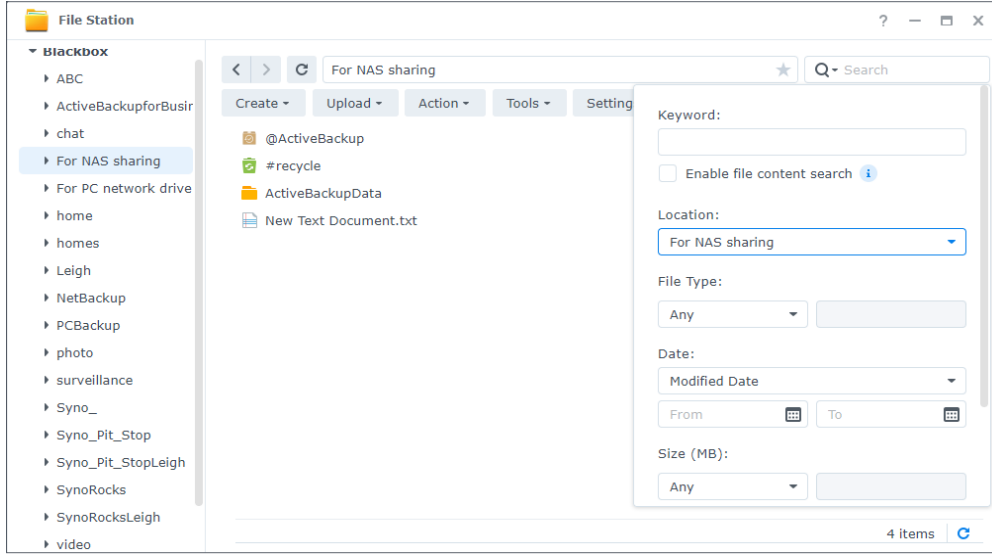 File Station
?
Blackbox
ABC
ActiveBackupforBusir
chat
For NAS sharing
For PC network drive
home
homes
Leigh
NetBackup
PCBackup
photo
surveillance
Syno_
Syno_Pit_Stop
Syno_Pit_StopLeigh
SynoRocks
SynoRocksLeigh
video
For NAS sharing
Search
Create
Upload
Action
Tools
Setting
@ActiveBackup
#recycle
ActiveBackupData
New Text Document.txt
Keyword:
Enable file content search i
Location:
For NAS sharing
File Type:
Any
Date:
Modified Date
From
To
Size (MB):
Any
4 items